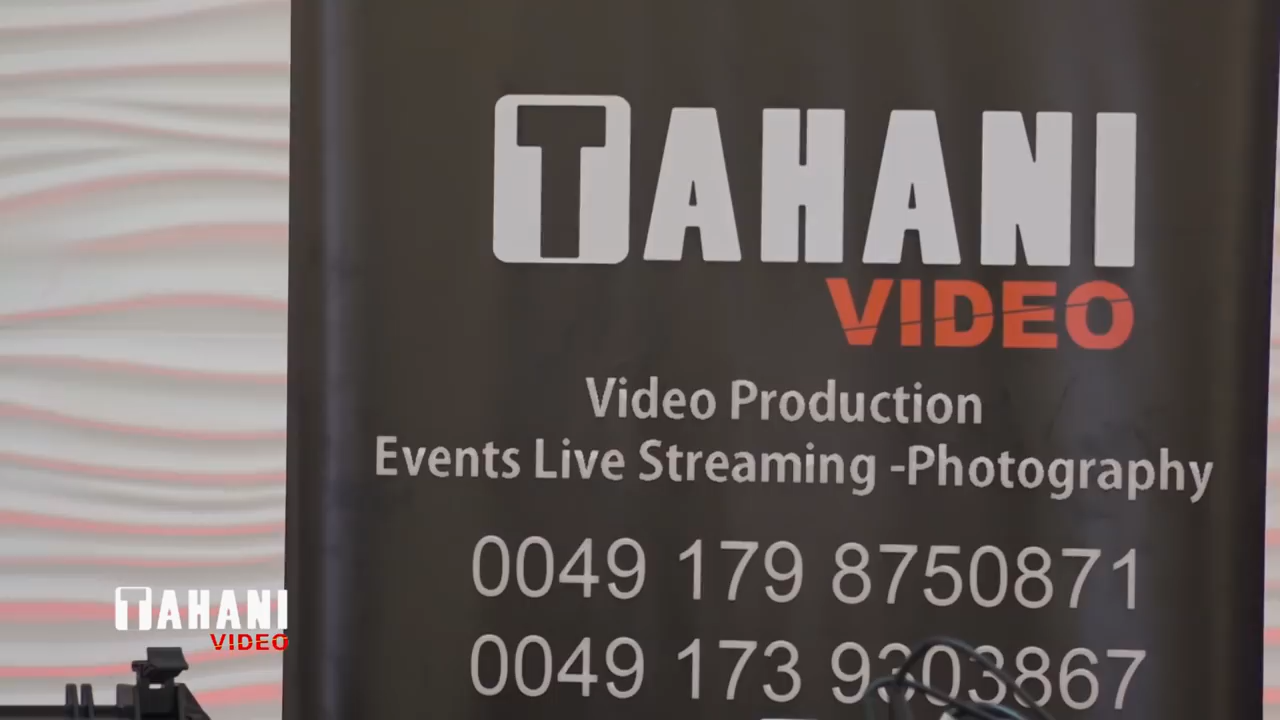 TAHANI
VIDEO
Video Production
Events Live Streaming -Photography
0049 179 8750871
0049 173 9303867
TAHANI
VIDEO